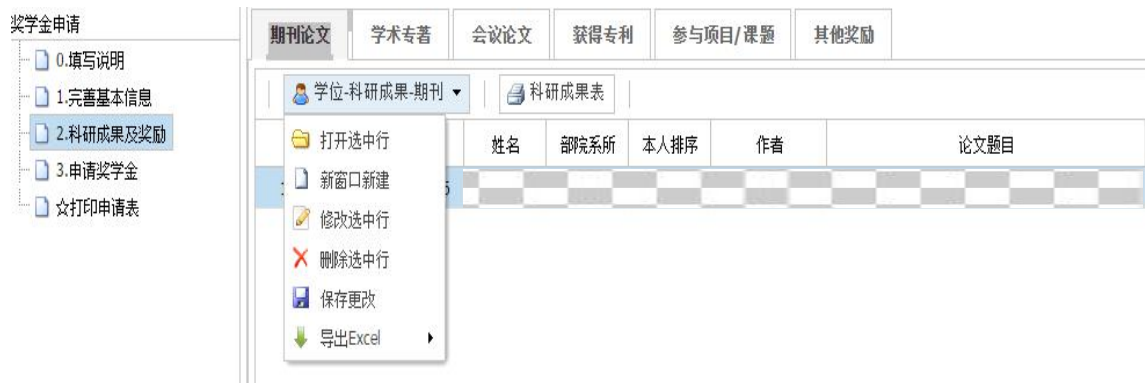 奖学金申请
0.填写说明
1.完善基本信息
2.科研成果及奖励
3.申请奖学金
☆打印申请表
期刊论文 学术专著 会议论文 获得专利 参与项目/课题 其他奖励
学位-科研成果-期刊 科研成果表
姓名 部院系所 本人排序 作者 论文题目
打开选中行
新窗口新建
修改选中行
删除选中行
保存更改
导出Excel